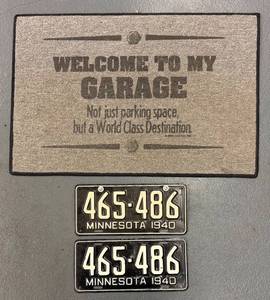 WELCOME TO MY
GARAGE
Not just parking space,
but a World Class Destination.
465·486
MINNESOTA 1940
465·486
MINNESOTA 1940